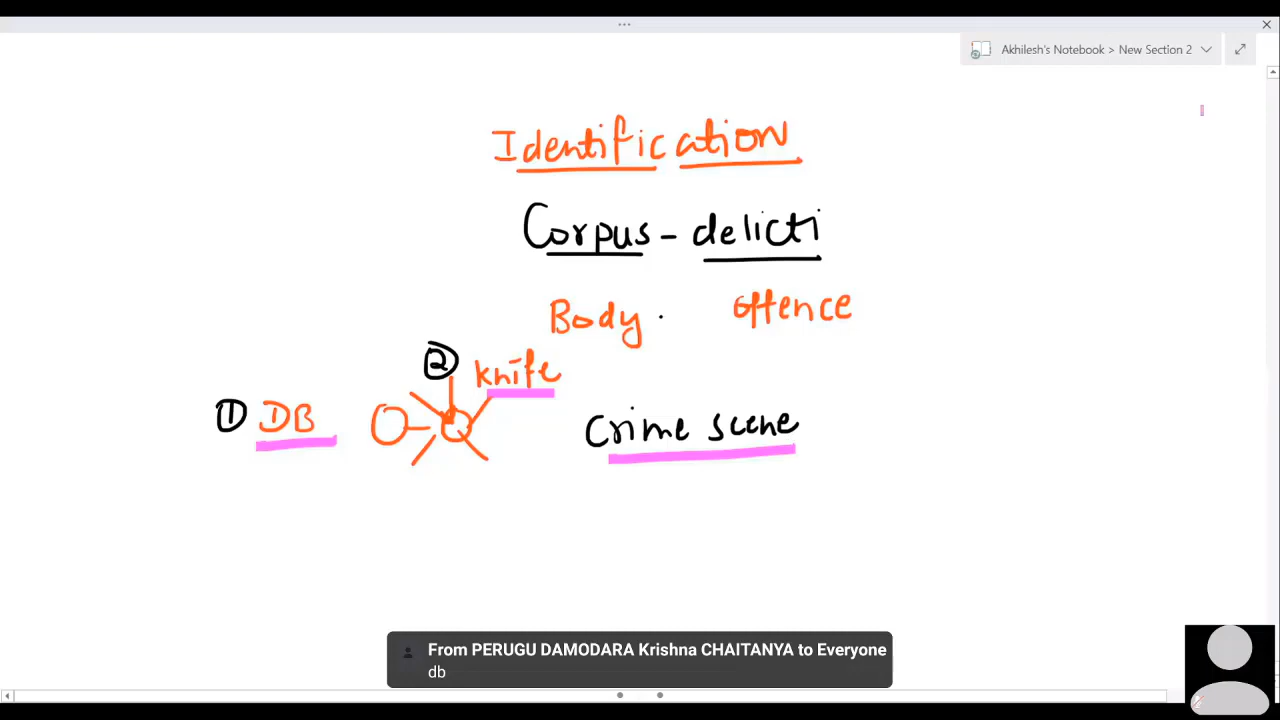 ...
Akhilesh's Notebook > New Section 2
Identification
Corpus - delicti
Body offence
② knife
① DB
Crime scene
From PERUGU DAMODARA Krishna CHAITANYA to Everyone
db